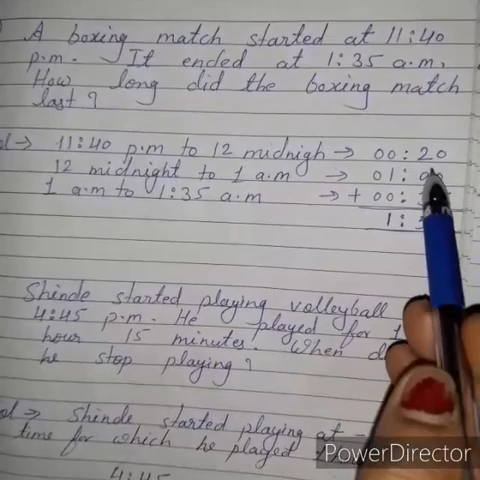 A boxing match started at 11:40
p.m. It ended at 1:35 a.m.
How long did the boxing match
last?
11:40 p.m to 12 midnigh → 00:20
12 midnight to 1 a.m → 01:
1 a.m to 1:35 a.m → + 00:
1:
Shinde started playing volleyball
4:45 p.m. He played for 1
hour 15 minutes. When
he stop playing?
⇒ Shinde started playing at
time for which he played
4:45
PowerDirector